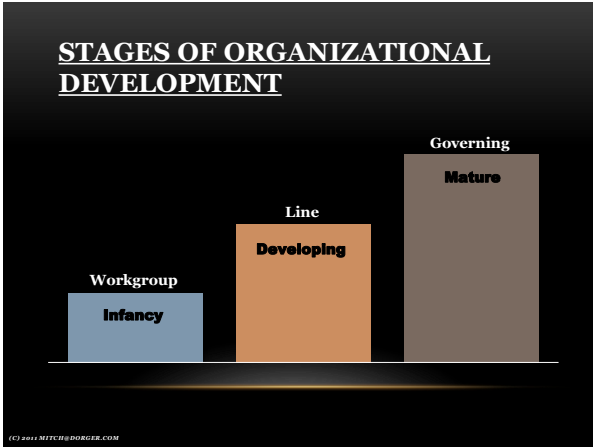 STAGES OF ORGANIZATIONAL
DEVELOPMENT
Governing
Mature
Line
Developing
Workgroup
Infancy
(C) 2011 MITCH@DORGER.COM